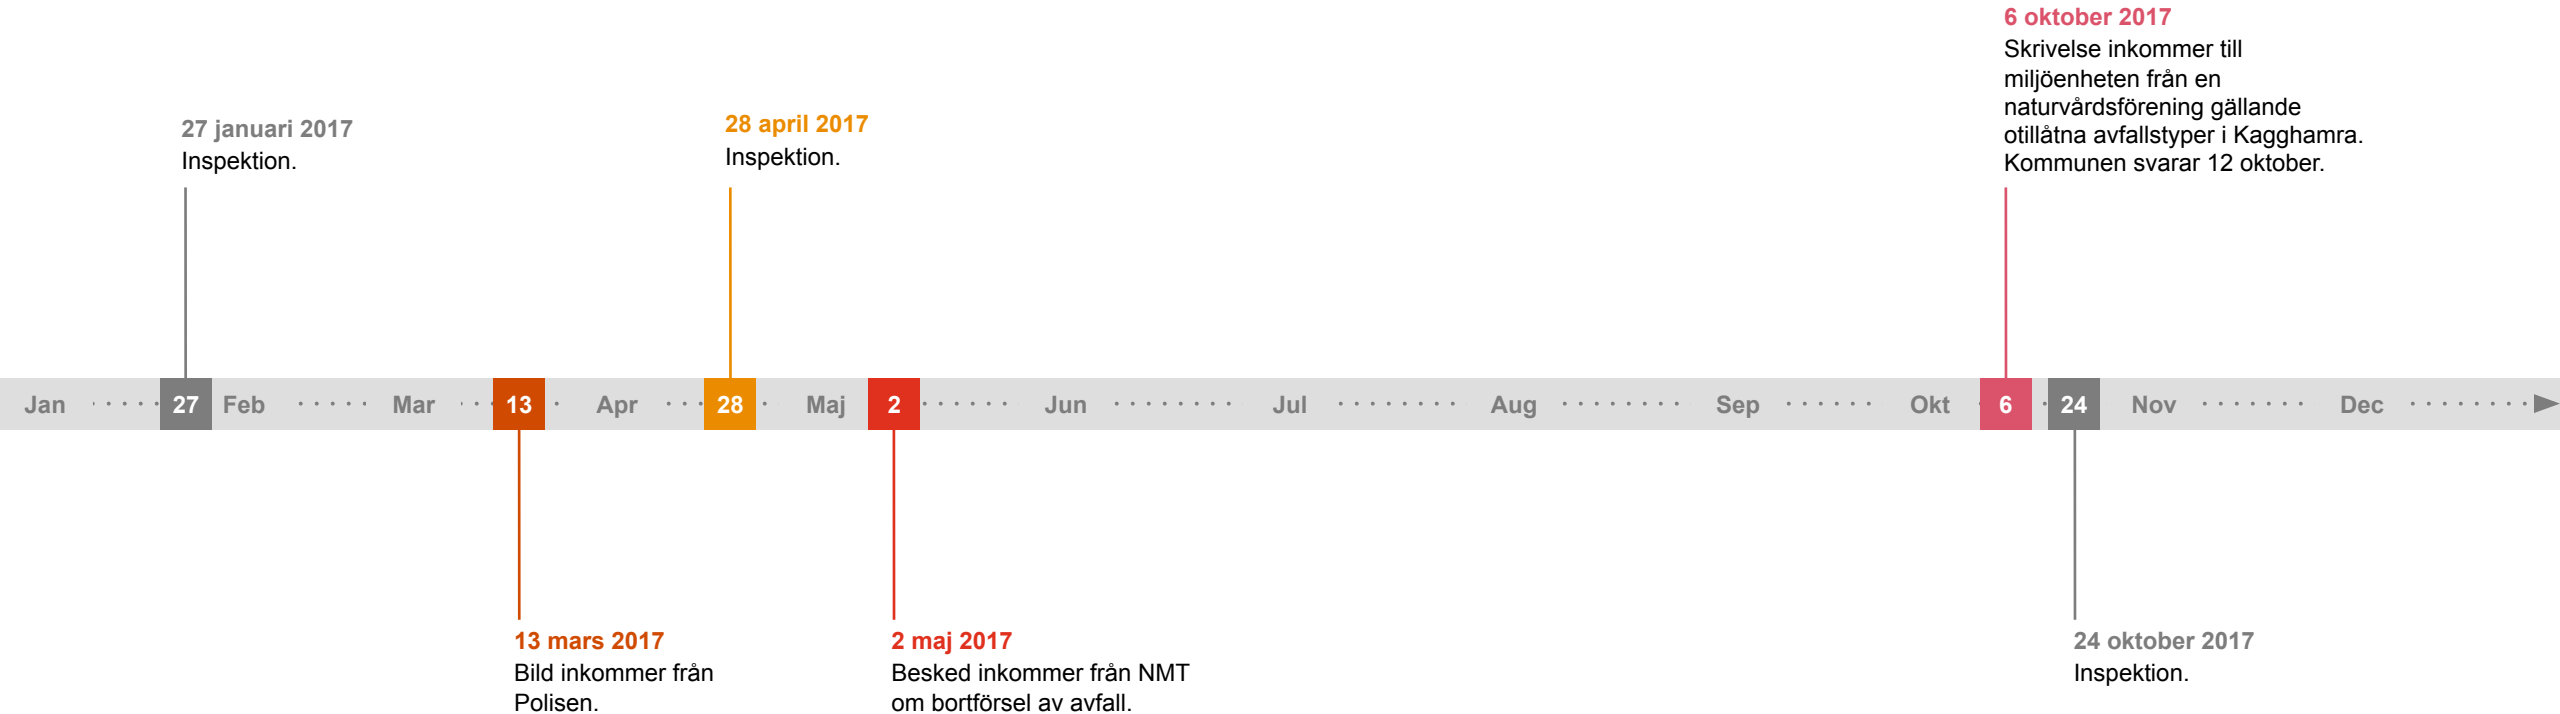 6 oktober 2017
Skrivelse inkommer till
miljöenheten från en
naturvårdsförening gällande
otillåtna avfallstyper i Kagghamra.
Kommunen svarar 12 oktober.
27 januari 2017
Inspektion.
28 april 2017
Inspektion.
Jan 27 Feb Mar 13 Apr 28 Maj 2 Jun Jul Aug Sep Okt 6 24 Nov Dec
13 mars 2017
Bild inkommer från
Polisen.
2 maj 2017
Besked inkommer från NMT
om bortförsel av avfall.
24 oktober 2017
Inspektion.